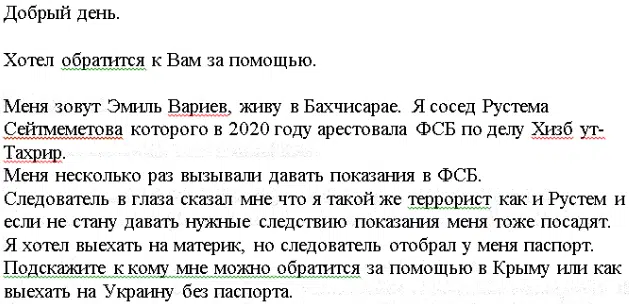 Добрый день.
Хотел обратится к Вам за помощью.
Меня зовут Эмиль Вариев, живу в Бахчисарае. Я сосед Рустема
Сейтмеметова которого в 2020 году арестовала ФСБ по делу Хизб ут-
Тахрир.
Меня несколько раз вызывали давать показания в ФСБ.
Следователь в глаза сказал мне что я такой же террорист как и Рустем и
если не стану давать нужные следствию показания меня тоже посадят.
Я хотел выехать на материк, но следователь отобрал у меня паспорт.
Подскажите к кому мне можно обратится за помощью в Крыму или как
выехать на Украину без паспорта.